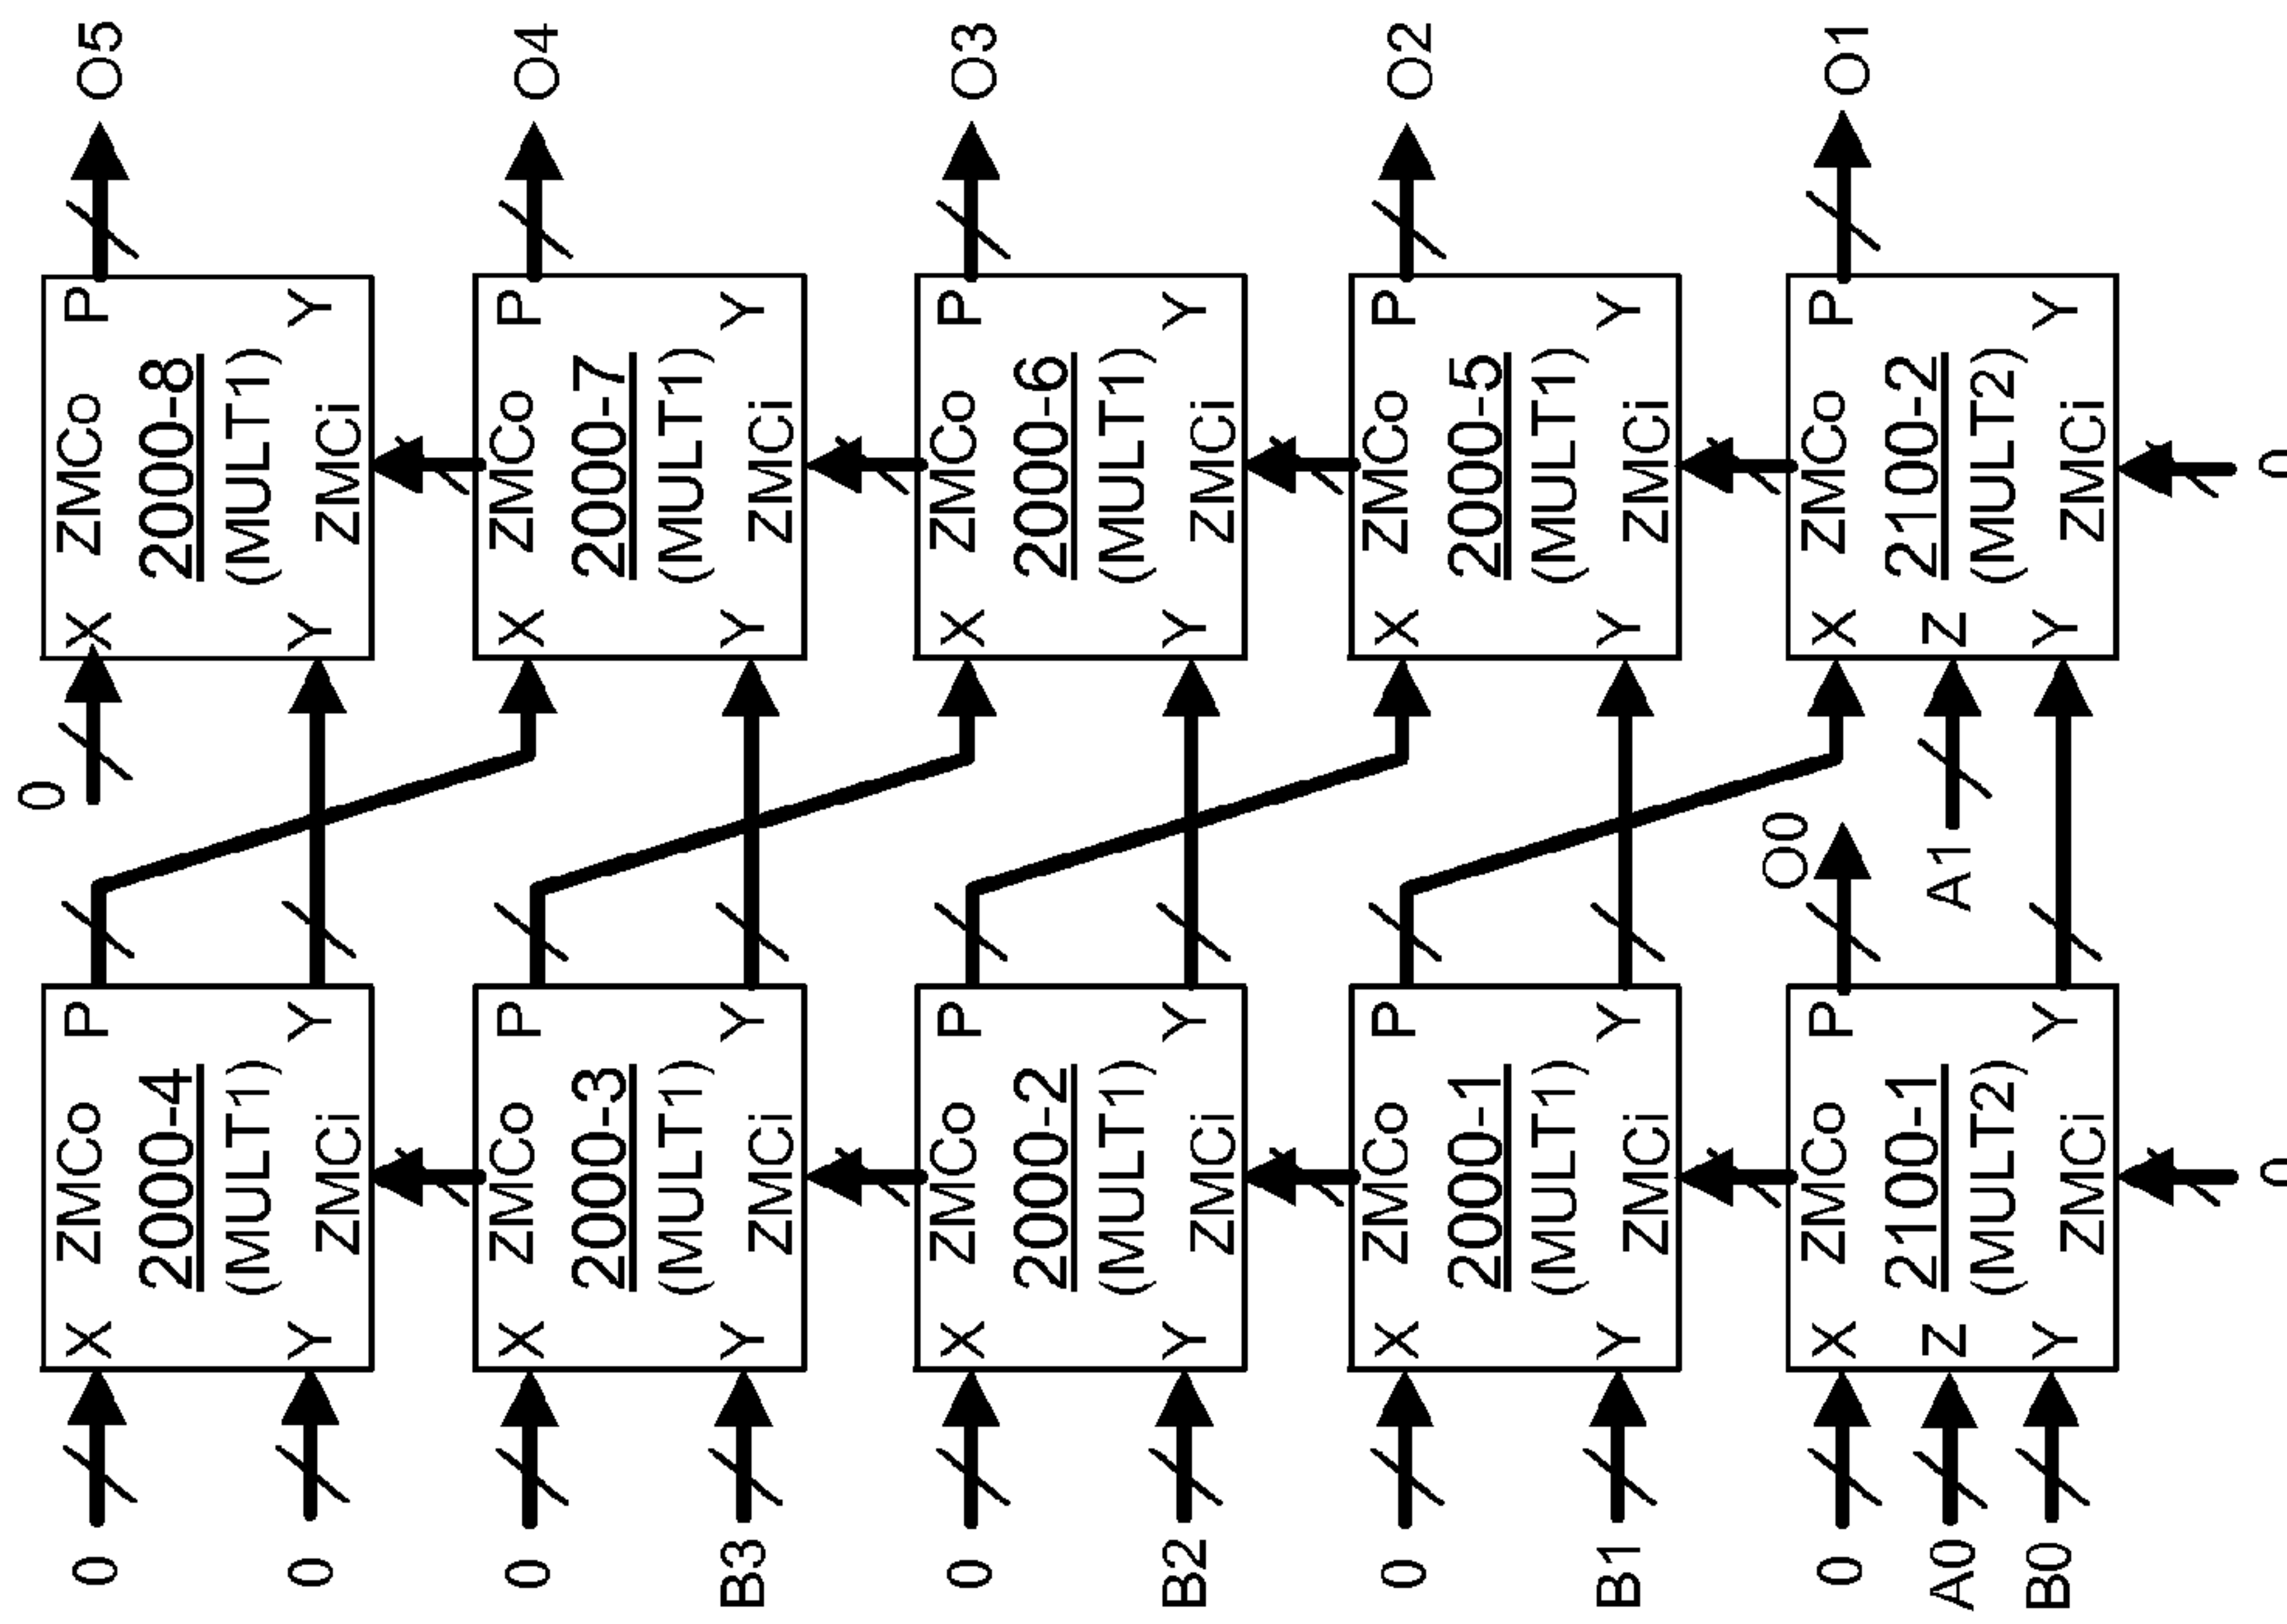 0
0 X ZMCo P X ZMCo P O5
2000-4 2000-8
(MULT1) (MULT1)
0 Y ZMCi Y Y ZMCi Y
0 X ZMCo P X ZMCo P O4
2000-3 2000-7
(MULT1) (MULT1)
B3 Y ZMCi Y Y ZMCi Y
0 X ZMCo P X ZMCo P O3
2000-2 2000-6
(MULT1) (MULT1)
B2 Y ZMCi Y Y ZMCi Y
0 X ZMCo P X ZMCo P O2
2000-1 2000-5
(MULT1) (MULT1)
B1 Y ZMCi Y Y ZMCi Y
O00
0 X ZMCo P X ZMCo P O1
2100-1 2100-2
A0 Z A1 Z
(MULT2) (MULT2)
B0 Y ZMCi Y Y ZMCi Y
0 0